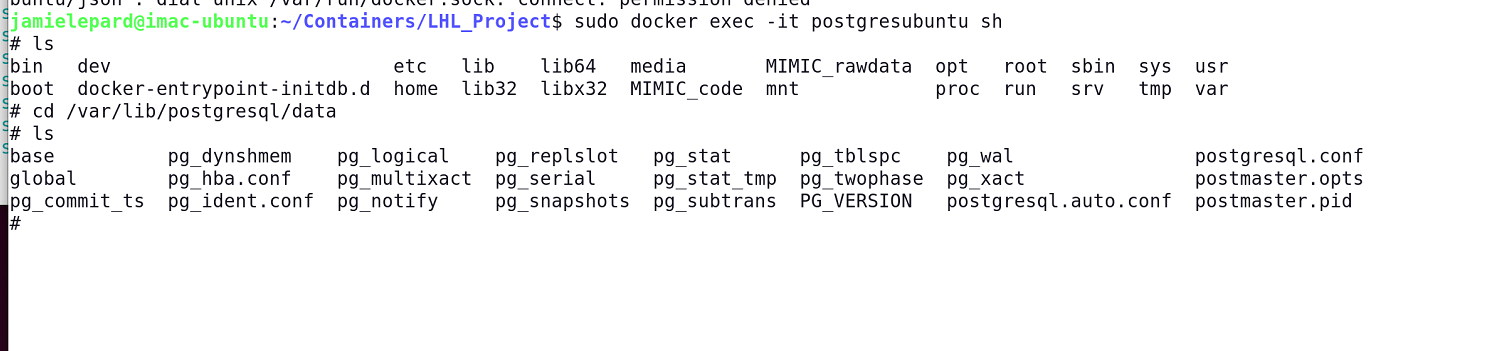 buntu/json": dial unix /var/run/docker.sock: connect: permission denied
jamielepard@imac-ubuntu:~/Containers/LHL_Project$ sudo docker exec -it postgresubuntu sh
# ls
bin   dev                         etc   lib    lib64   media       MIMIC_rawdata  opt   root  sbin  sys  usr
boot  docker-entrypoint-initdb.d  home  lib32  libx32  MIMIC_code  mnt            proc  run   srv   tmp  var
# cd /var/lib/postgresql/data
# ls
base          pg_dynshmem    pg_logical    pg_replslot   pg_stat      pg_tblspc    pg_wal                postgresql.conf
global        pg_hba.conf    pg_multixact  pg_serial     pg_stat_tmp  pg_twophase  pg_xact               postmaster.opts
pg_commit_ts  pg_ident.conf  pg_notify     pg_snapshots  pg_subtrans  PG_VERSION   postgresql.auto.conf  postmaster.pid
#